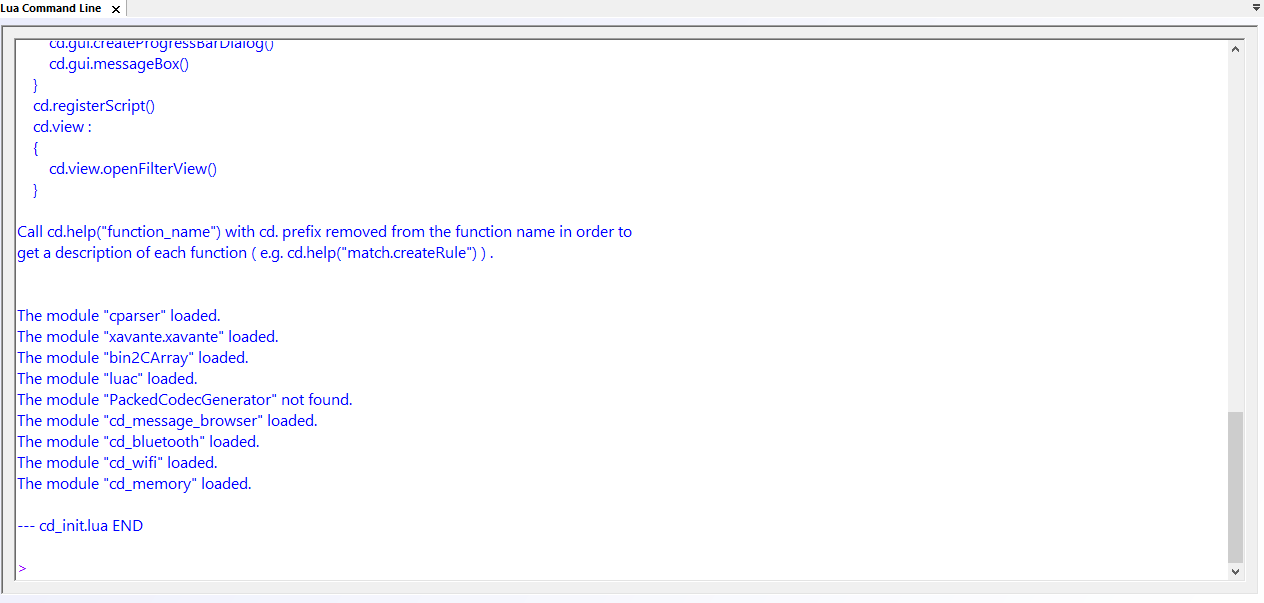 Lua Command Line
cd.gui.createProgressBarDialog()
cd.gui.messageBox()
}
cd.registerScript()
cd.view :
{
cd.view.openFilterView()
}
Call cd.help("function_name") with cd. prefix removed from the function name in order to
get a description of each function ( e.g. cd.help("match.createRule") ) .
The module "cparser" loaded.
The module "xavante.xavante" loaded.
The module "bin2CArray" loaded.
The module "luac" loaded.
The module "PackedCodecGenerator" not found.
The module "cd_message_browser" loaded.
The module "cd_bluetooth" loaded.
The module "cd_wifi" loaded.
The module "cd_memory" loaded.
--- cd_init.lua END
>